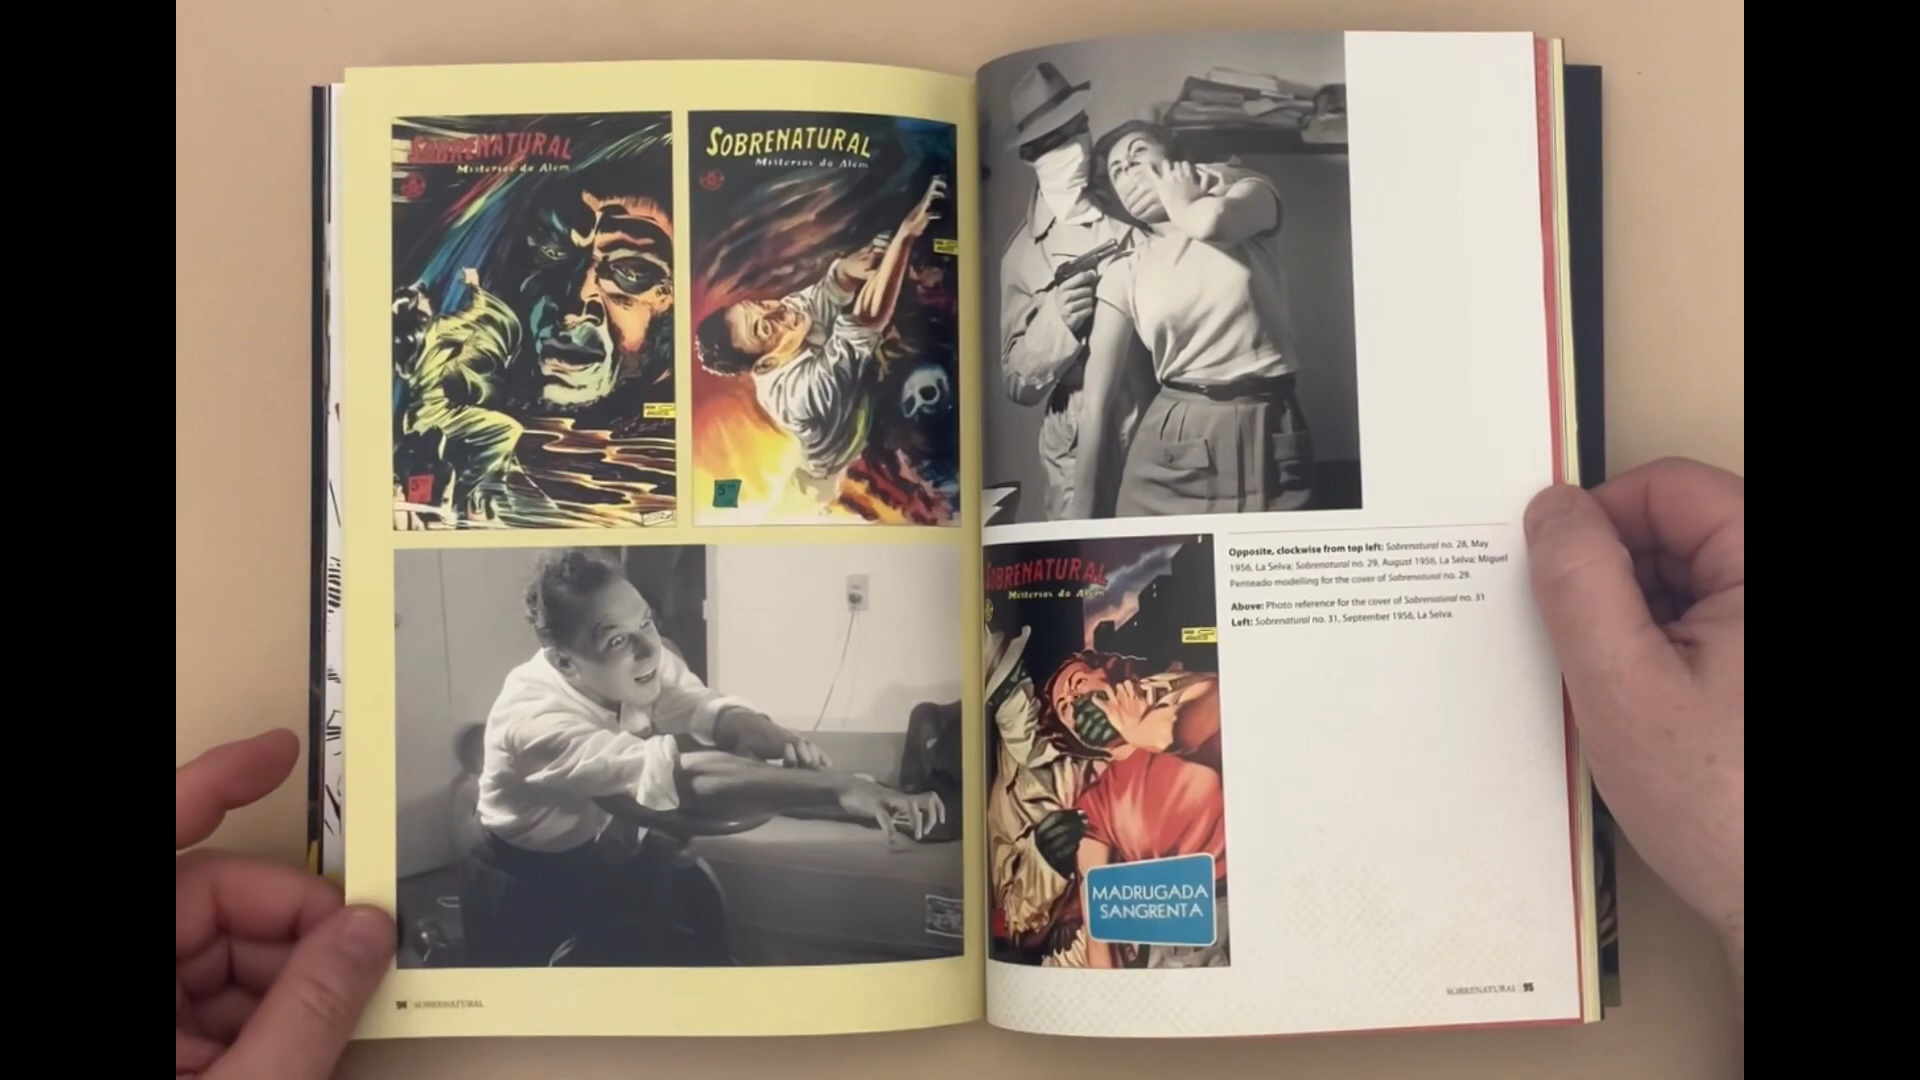 SOBRENATURAL
Misterios do Alem
SOBRENATURAL
Misterios do Alem
94 | SOBRENATURAL
Opposite, clockwise from top left: Sobrenatural no. 28, May
1956, La Selva; Sobrenatural no. 29, August 1956, La Selva; Miguel
Penteado modelling for the cover of Sobrenatural no. 29.
Above: Photo reference for the cover of Sobrenatural no. 31
Left: Sobrenatural no. 31, September 1956, La Selva.
SOBRENATURAL
Misterios do Alem
MADRUGADA
SANGRENTA
SOBRENATURAL | 95